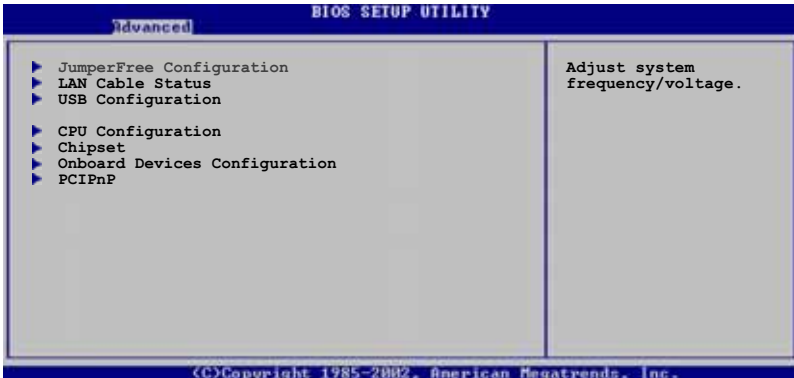 BIOS SETUP UTILITY
Advanced
JumperFree Configuration
LAN Cable Status
USB Configuration
CPU Configuration
Chipset
Onboard Devices Configuration
PCIPnP
Adjust system
frequency/voltage.
(C)Copyright 1985-2002, American Megatrends, Inc.